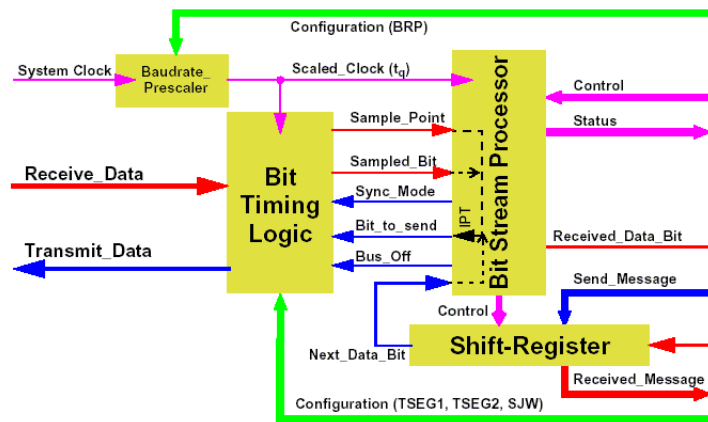 Configuration (BRP)
System Clock
Baudrate_
Prescaler
Scaled_Clock (tq)
Bit Stream Processor
Control
Status
Sample_Point
Receive_Data
Bit
Timing
Logic
Sampled_Bit
Sync_Mode
IPT
Bit_to_send
Transmit_Data
Bus_Off
Received_Data_Bit
Send_Message
Control
Next_Data_Bit
Shift-Register
Received_Message
Configuration (TSEG1, TSEG2, SJW)